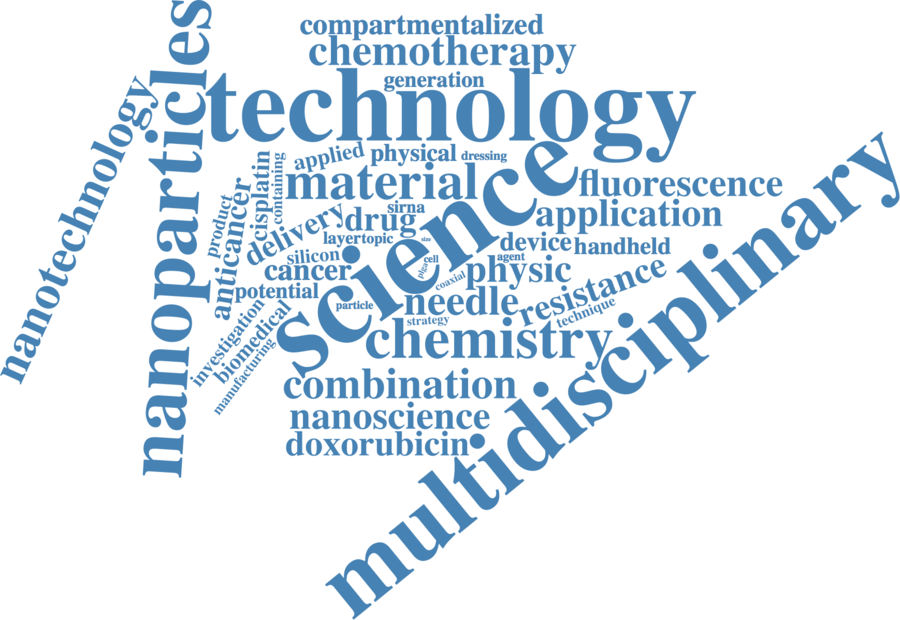 compartmentalized
chemotherapy
generation
technology
nanoparticles
nanotechnology
applied
physical
dressing
science
material
fluorescence
multidisciplinary
containing
cisplatin
anticancer
product
delivery
drug
sirna
application
layer
topic
size
device
handheld
silicon
cancer
cell
plga
agent
coaxial
physic
potential
particle
needle
resistance
technique
strategy
investigation
biomedical
manufacturing
chemistry
combination
nanoscience
doxorubicin